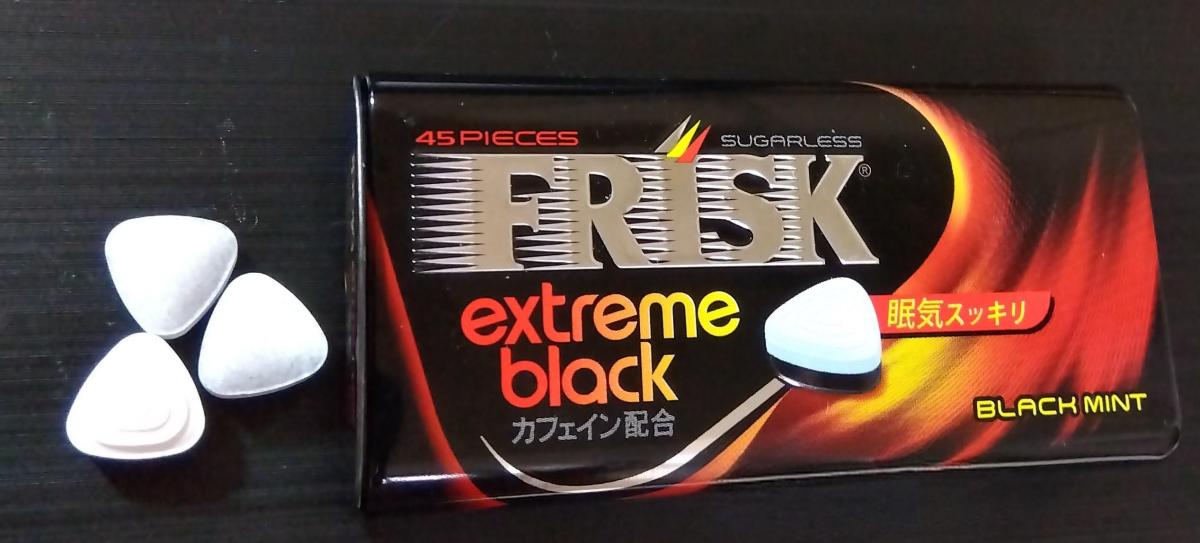 45 PIECES
SUGARLESS
FRISK®
extreme
black
カフェイン配合
眠気スッキリ
BLACK MINT